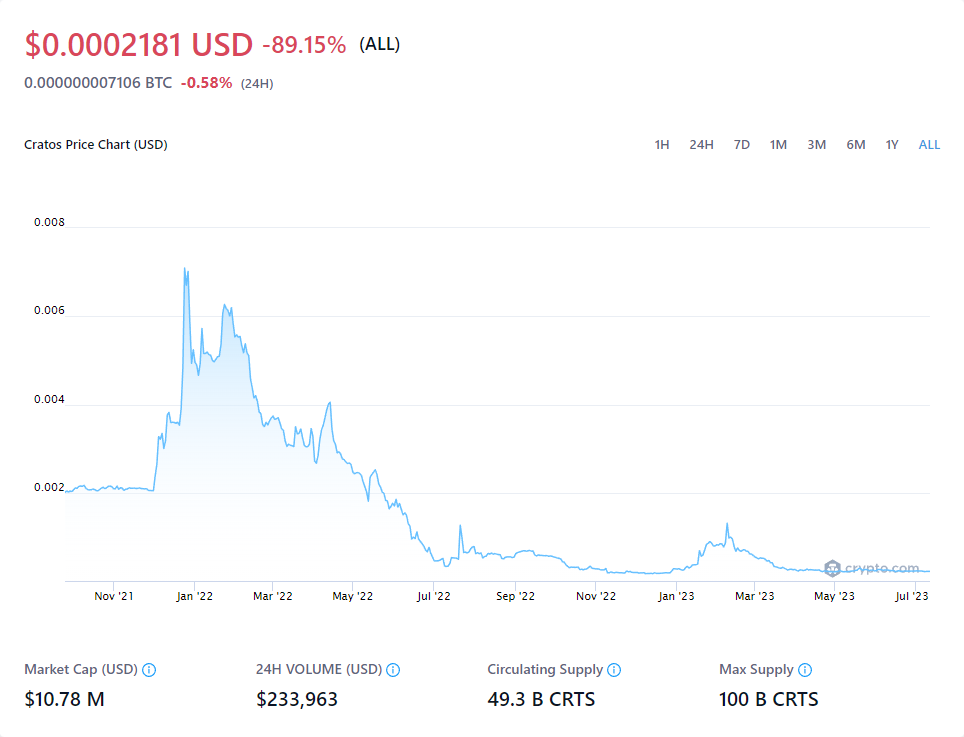 $0.0002181 USD -89.15% (ALL)
0.000000007106 BTC -0.58% (24H)
Cratos Price Chart (USD) 1H 24H 7D 1M 3M 6M 1Y ALL
0.008
0.006
0.004
0.002
crypto.com
Nov '21 Jan '22 Mar '22 May '22 Jul '22 Sep '22 Nov '22 Jan '23 Mar '23 May '23 Jul '23
Market Cap (USD) 24H VOLUME (USD) Circulating Supply Max Supply
$10.78 M $233,963 49.3 B CRTS 100 B CRTS